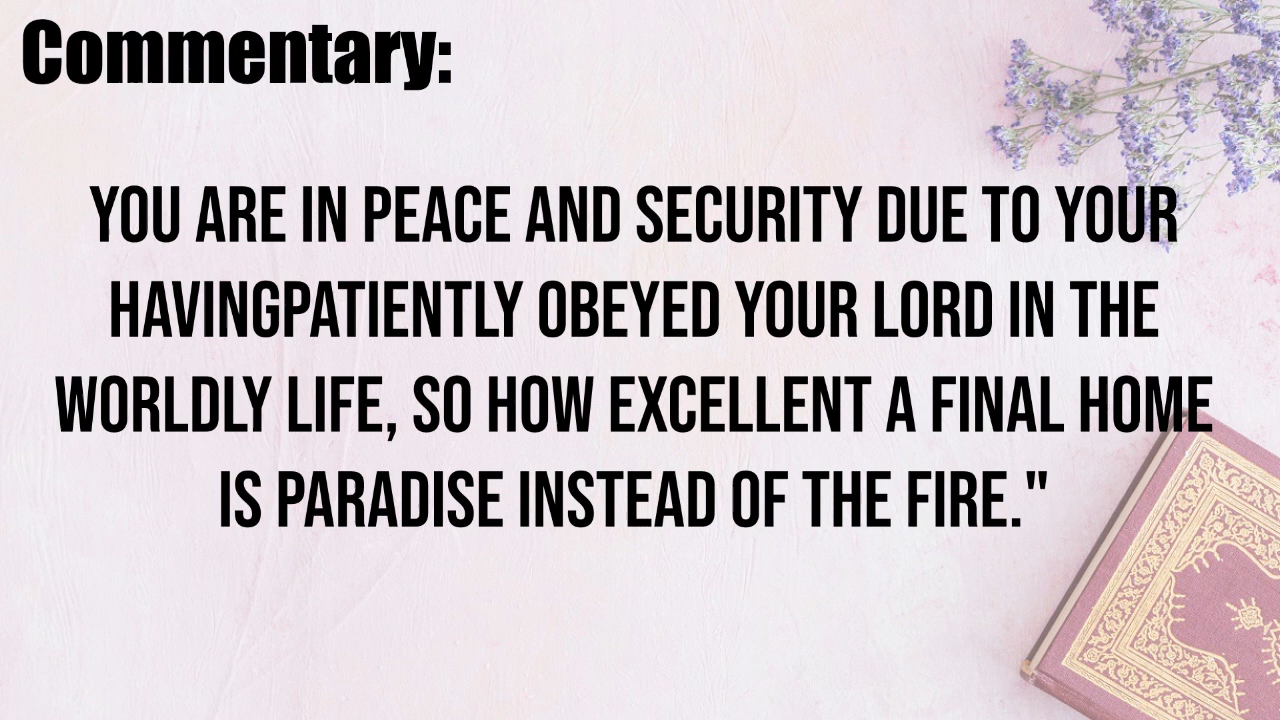 Commentary:
YOU ARE IN PEACE AND SECURITY DUE TO YOUR
HAVINGPATIENTLY OBEYED YOUR LORD IN THE
WORLDLY LIFE, SO HOW EXCELLENT A FINAL HOME
IS PARADISE INSTEAD OF THE FIRE."